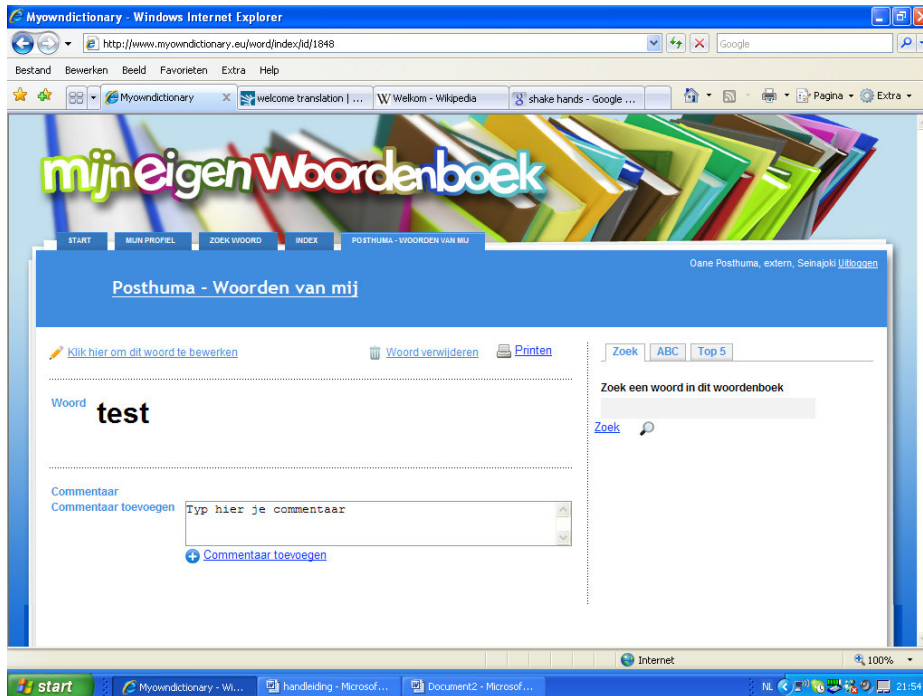 Myowndictionary - Windows Internet Explorer
http://www.myowndictionary.eu/word/index/id/1848
Google
Bestand Bewerken Beeld Favorieten Extra Help
Myowndictionary
welcome translation | ...
Welkom - Wikipedia
shake hands - Google ...
Pagina
Extra
mijn eigen Woordenboek
START
MIJN PROFIEL
ZOEK WOORD
INDEX
POSTHUMA - WOORDEN VAN MIJ
Oane Posthuma, extern, Seinajoki Uitloggen
Posthuma - Woorden van mij
Klik hier om dit woord te bewerken
Woord verwijderen
Printen
Woord test
Commentaar
Commentaar toevoegen
Typ hier je commentaar
Commentaar toevoegen
Zoek
ABC
Top 5
Zoek een woord in dit woordenboek
Zoek
Internet
100%
start
Myowndictionary - Wi...
handleiding - Microsof...
Document2 - Microsof...
NL
21:54